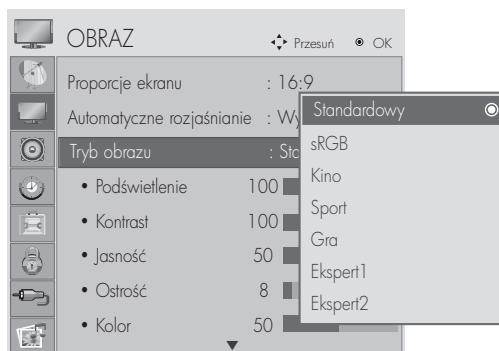 OBRAZ
Przesuń OK
Proporcje ekranu : 16:9
Automatyczne rozjaśnianie :
Tryb obrazu :
• Podświetlenie 100
• Kontrast 100
• Jasność 50
• Ostrość 8
• Kolor 50
Standardowy
sRGB
Kino
Sport
Gra
Ekspert1
Ekspert2